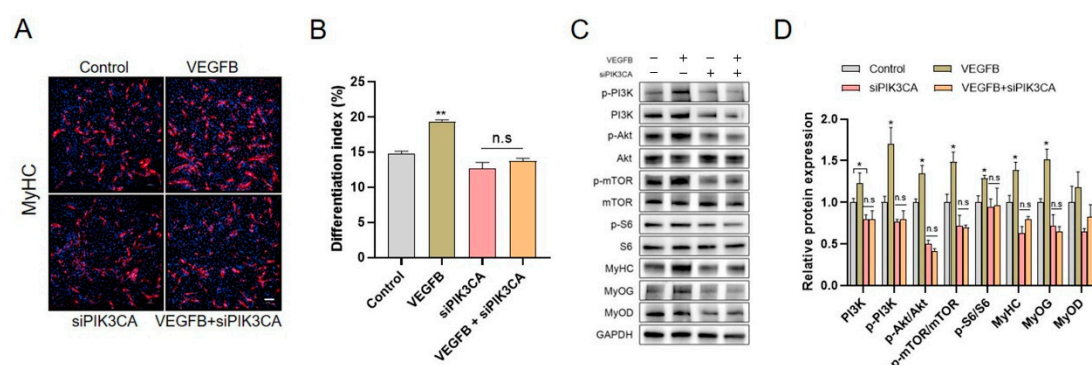 A
Control
VEGFB
MyHC
siPIK3CA
VEGFB+siPIK3CA
B
Differentiation index (%)
25
20
15
10
5
0
**
n.s
Control
VEGFB
siPIK3CA
VEGFB + siPIK3CA
C
VEGFB − + − +
siPIK3CA − − + +
p-PI3K
PI3K
p-Akt
Akt
p-mTOR
mTOR
p-S6
S6
MyHC
MyOG
MyOD
GAPDH
D
Control
VEGFB
siPIK3CA
VEGFB+siPIK3CA
Relative protein expression
2.0
1.5
1.0
0.5
0.0
*
n.s
*
n.s
*
n.s
*
n.s
*
n.s
*
n.s
*
n.s
PI3K
p-PI3K
p-Akt/Akt
p-mTOR/mTOR
p-S6/S6
MyHC
MyOG
MyOD